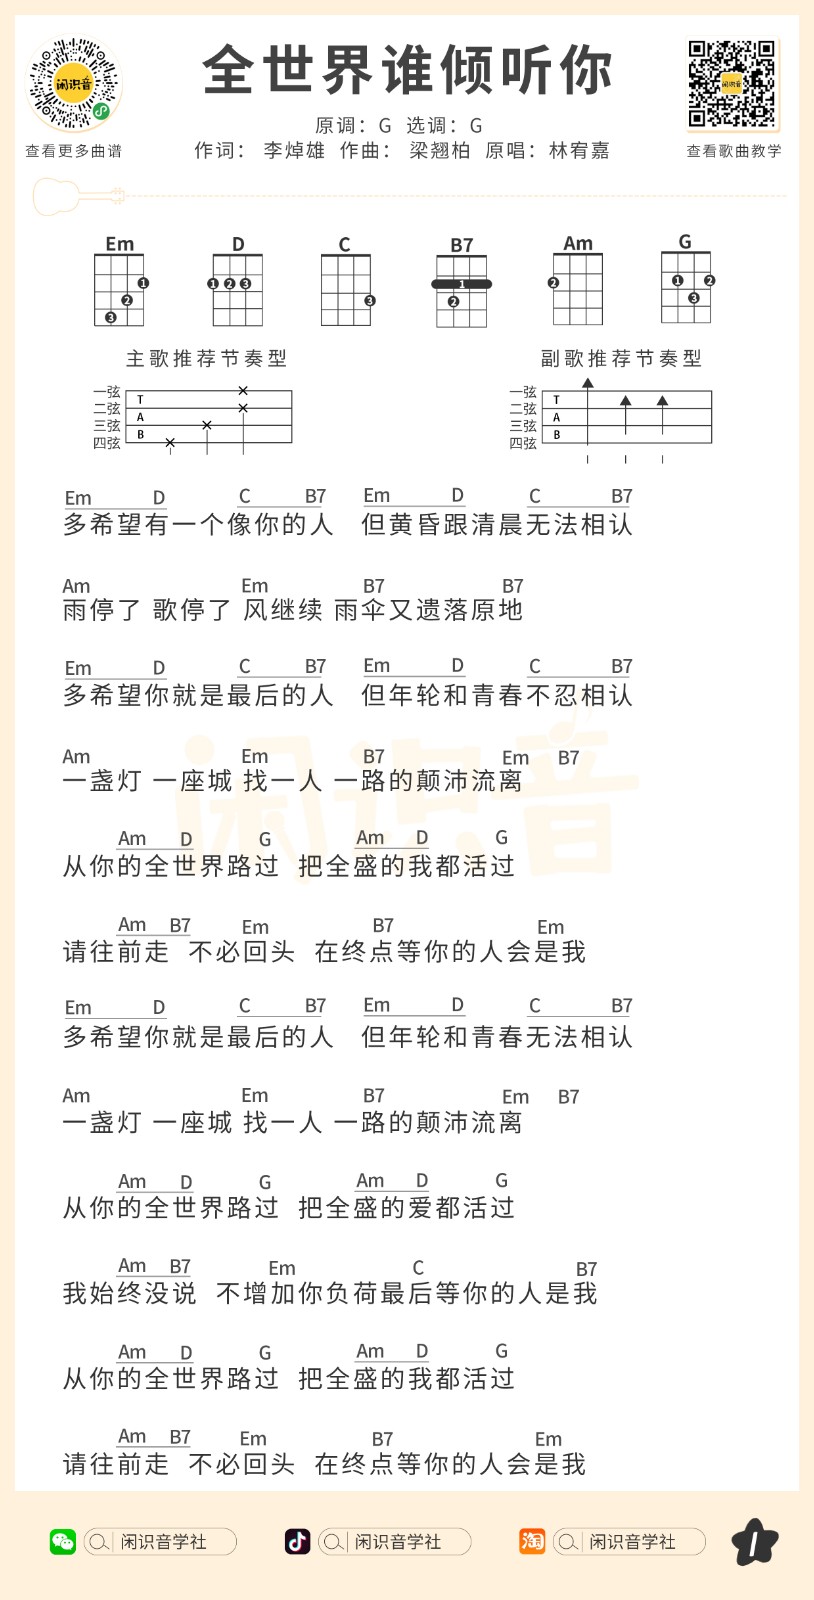 闲识音
查看更多曲谱
全世界谁倾听你
原调：G 选调：G
作词： 李焯雄 作曲： 梁翘柏 原唱：林宥嘉
闲识音
查看歌曲教学
Em D C B7 Am G
1 2 3
1 2 3
3
1 2
2
1 2 3
主歌推荐节奏型
一弦
二弦
三弦
四弦
T
A
B
副歌推荐节奏型
一弦
二弦
三弦
四弦
T
A
B
Em D C B7 Em D C B7
多希望有一个像你的人 但黄昏跟清晨无法相认
Am Em B7 B7
雨停了 歌停了 风继续 雨伞又遗落原地
Em D C B7 Em D C B7
多希望你就是最后的人 但年轮和青春不忍相认
Am Em B7 Em B7
一盏灯 一座城 找一人 一路的颠沛流离
闲识音
Am D G Am D G
从你的全世界路过 把全盛的我都活过
Am B7 Em B7 Em
请往前走 不必回头 在终点等你的人会是我
Em D C B7 Em D C B7
多希望你就是最后的人 但年轮和青春无法相认
Am Em B7 Em B7
一盏灯 一座城 找一人 一路的颠沛流离
Am D G Am D G
从你的全世界路过 把全盛的爱都活过
Am B7 Em C B7
我始终没说 不增加你负荷最后等你的人是我
Am D G Am D G
从你的全世界路过 把全盛的我都活过
Am B7 Em B7 Em
请往前走 不必回头 在终点等你的人会是我
闲识音学社 闲识音学社 淘 闲识音学社 1